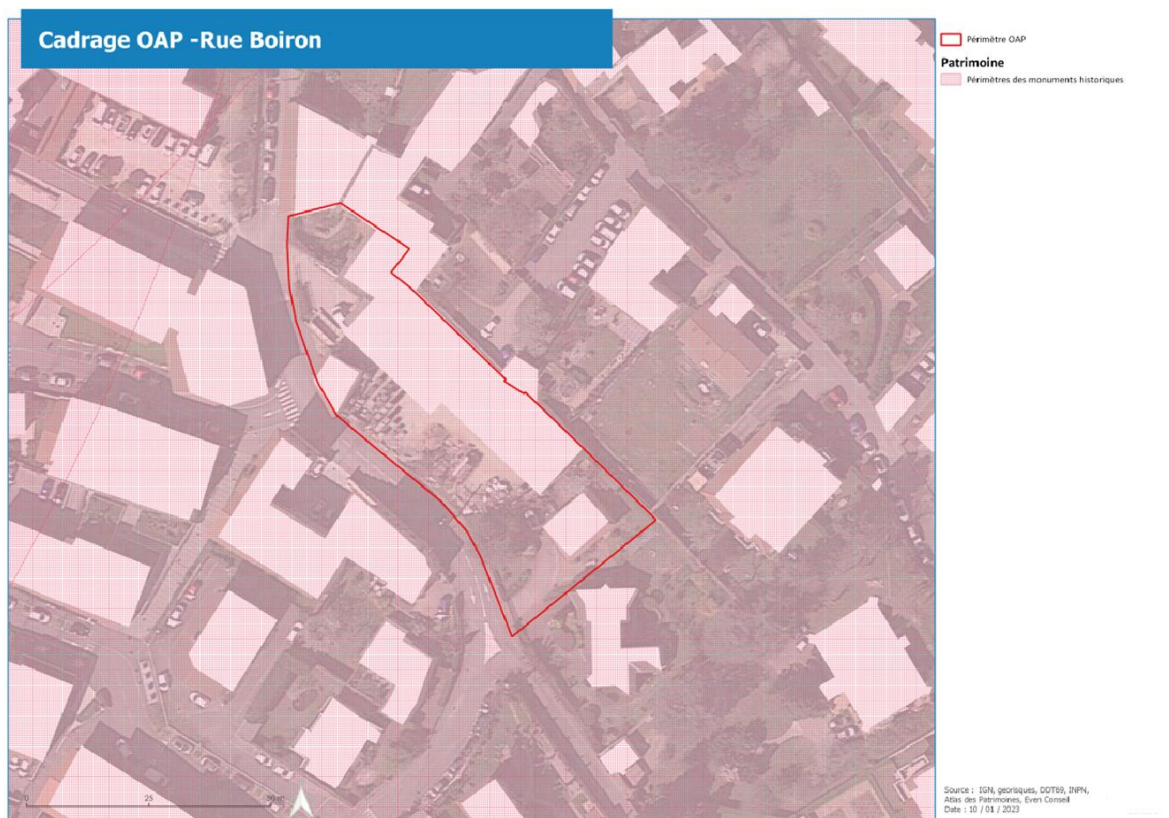 Cadrage OAP -Rue Boiron
Périmètre OAP
Patrimoine
Périmètres des monuments historiques
0 25 50 m
Source : IGN, georisques, DDT69, INPN,
Atlas des Patrimoines, Even Conseil
Date : 10 / 01 / 2023